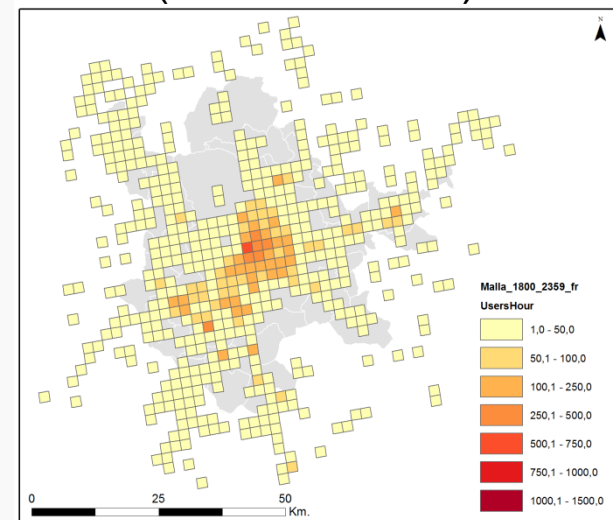 N
Malla_1800_2359_fr
UsersHour
1,0 - 50,0
50,1 - 100,0
100,1 - 250,0
250,1 - 500,0
500,1 - 750,0
750,1 - 1000,0
1000,1 - 1500,0
0 25 50
Km.